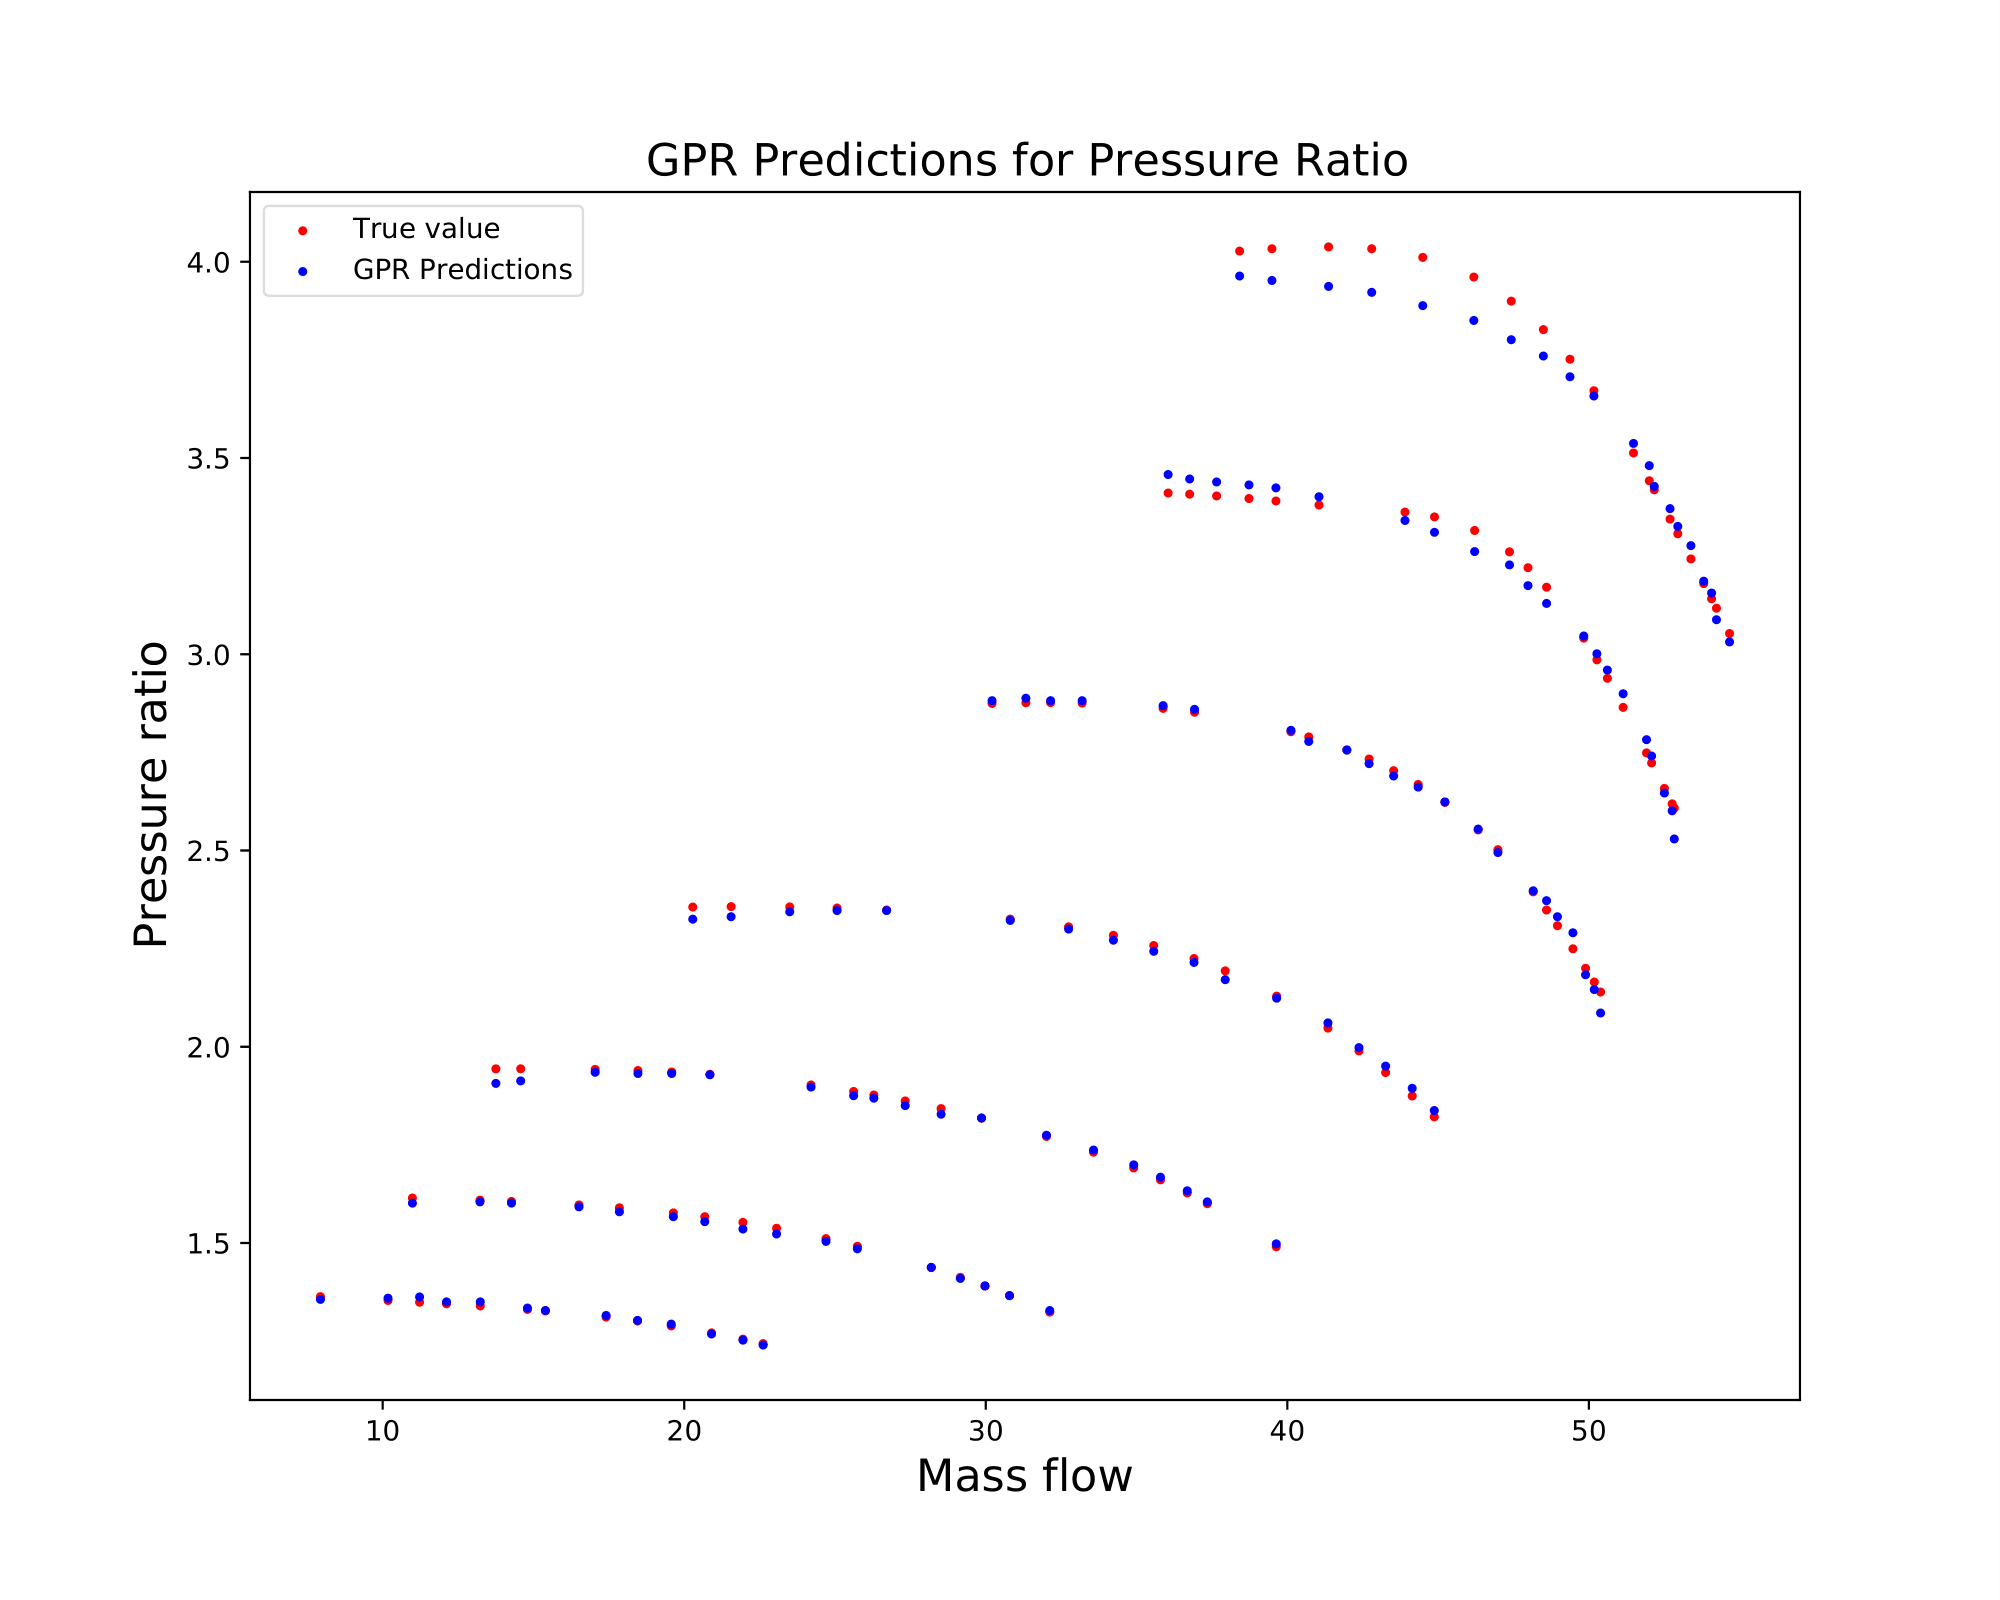 GPR Predictions for Pressure Ratio
True value
GPR Predictions
4.0
3.5
3.0
2.5
2.0
1.5
Pressure ratio
10 20 30 40 50
Mass flow